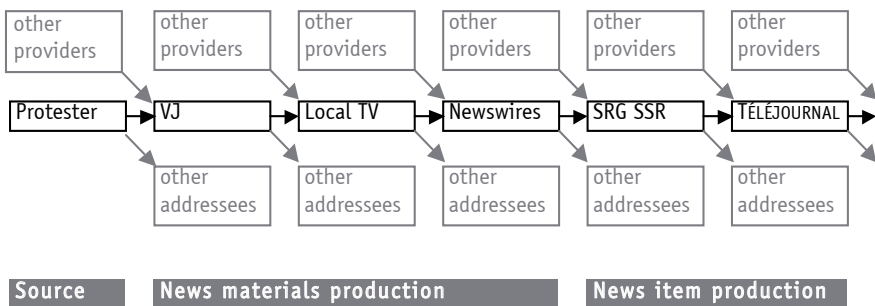 other
providers
other
providers
other
providers
other
providers
other
providers
other
providers
Protester
VJ
Local TV
Newswires
SRG SSR
TÉLÉJOURNAL
other
addressees
other
addressees
other
addressees
other
addressees
other
addressees
Source
News materials production
News item production